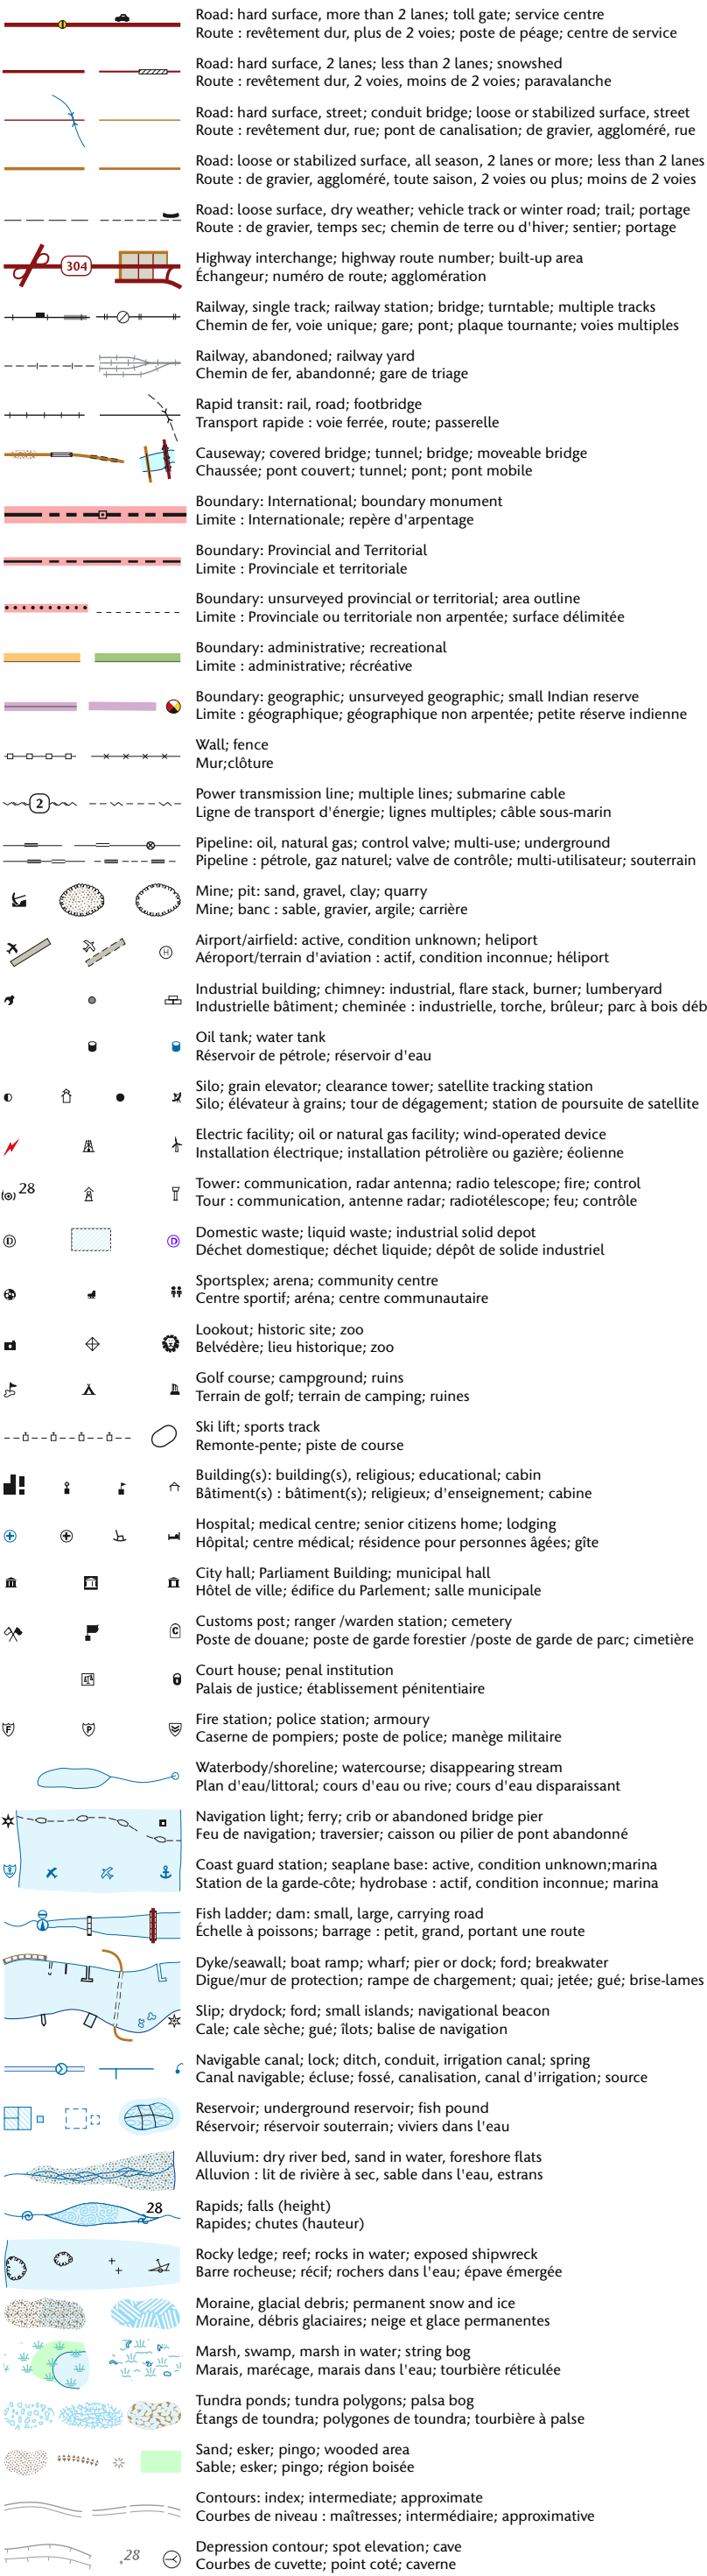 Road: hard surface, more than 2 lanes; toll gate; service centre
Route : revêtement dur, plus de 2 voies; poste de péage; centre de service
Road: hard surface, 2 lanes; less than 2 lanes; snowshed
Route : revêtement dur, 2 voies, moins de 2 voies; paravalanche
Road: hard surface, street; conduit bridge; loose or stabilized surface, street
Route : revêtement dur, rue; pont de canalisation; de gravier, aggloméré, rue
Road: loose or stabilized surface, all season, 2 lanes or more; less than 2 lanes
Route : de gravier, aggloméré, toute saison, 2 voies ou plus; moins de 2 voies
Road: loose surface, dry weather; vehicle track or winter road; trail; portage
Route : de gravier, temps sec; chemin de terre ou d'hiver; sentier; portage
304
Highway interchange; highway route number; built-up area
Échangeur; numéro de route; agglomération
Railway, single track; railway station; bridge; turntable; multiple tracks
Chemin de fer, voie unique; gare; pont; plaque tournante; voies multiples
Railway, abandoned; railway yard
Chemin de fer, abandonné; gare de triage
Rapid transit: rail, road; footbridge
Transport rapide : voie ferrée, route; passerelle
Causeway; covered bridge; tunnel; bridge; moveable bridge
Chaussée; pont couvert; tunnel; pont; pont mobile
Boundary: International; boundary monument
Limite : Internationale; repère d'arpentage
Boundary: Provincial and Territorial
Limite : Provinciale et territoriale
Boundary: unsurveyed provincial or territorial; area outline
Limite : Provinciale ou territoriale non arpentée; surface délimitée
Boundary: administrative; recreational
Limite : administrative; récréative
Boundary: geographic; unsurveyed geographic; small Indian reserve
Limite : géographique; géographique non arpentée; petite réserve indienne
Wall; fence
Mur;clôture
2
Power transmission line; multiple lines; submarine cable
Ligne de transport d'énergie; lignes multiples; câble sous-marin
Pipeline: oil, natural gas; control valve; multi-use; underground
Pipeline : pétrole, gaz naturel; valve de contrôle; multi-utilisateur; souterrain
Mine; pit: sand, gravel, clay; quarry
Mine; banc : sable, gravier, argile; carrière
H
Airport/airfield: active, condition unknown; heliport
Aéroport/terrain d'aviation : actif, condition inconnue; héliport
Industrial building; chimney: industrial, flare stack, burner; lumberyard
Industrielle bâtiment; cheminée : industrielle, torche, brûleur; parc à bois déb
Oil tank; water tank
Réservoir de pétrole; réservoir d'eau
Silo; grain elevator; clearance tower; satellite tracking station
Silo; élévateur à grains; tour de dégagement; station de poursuite de satellite
Electric facility; oil or natural gas facility; wind-operated device
Installation électrique; installation pétrolière ou gazière; éolienne
28
Tower: communication, radar antenna; radio telescope; fire; control
Tour : communication, antenne radar; radiotélescope; feu; contrôle
D D
Domestic waste; liquid waste; industrial solid depot
Déchet domestique; déchet liquide; dépôt de solide industriel
Sportsplex; arena; community centre
Centre sportif; aréna; centre communautaire
Lookout; historic site; zoo
Belvédère; lieu historique; zoo
Golf course; campground; ruins
Terrain de golf; terrain de camping; ruines
Ski lift; sports track
Remonte-pente; piste de course
Building(s): building(s), religious; educational; cabin
Bâtiment(s) : bâtiment(s); religieux; d'enseignement; cabine
Hospital; medical centre; senior citizens home; lodging
Hôpital; centre médical; résidence pour personnes âgées; gîte
City hall; Parliament Building; municipal hall
Hôtel de ville; édifice du Parlement; salle municipale
C
Customs post; ranger /warden station; cemetery
Poste de douane; poste de garde forestier /poste de garde de parc; cimetière
Court house; penal institution
Palais de justice; établissement pénitentiaire
F P
Fire station; police station; armoury
Caserne de pompiers; poste de police; manège militaire
Waterbody/shoreline; watercourse; disappearing stream
Plan d'eau/littoral; cours d'eau ou rive; cours d'eau disparaissant
Navigation light; ferry; crib or abandoned bridge pier
Feu de navigation; traversier; caisson ou pilier de pont abandonné
Coast guard station; seaplane base: active, condition unknown;marina
Station de la garde-côte; hydrobase : actif, condition inconnue; marina
Fish ladder; dam: small, large, carrying road
Échelle à poissons; barrage : petit, grand, portant une route
Dyke/seawall; boat ramp; wharf; pier or dock; ford; breakwater
Digue/mur de protection; rampe de chargement; quai; jetée; gué; brise-lames
Slip; drydock; ford; small islands; navigational beacon
Cale; cale sèche; gué; îlots; balise de navigation
Navigable canal; lock; ditch, conduit, irrigation canal; spring
Canal navigable; écluse; fossé, canalisation, canal d'irrigation; source
Reservoir; underground reservoir; fish pound
Réservoir; réservoir souterrain; viviers dans l'eau
Alluvium: dry river bed, sand in water, foreshore flats
Alluvion : lit de rivière à sec, sable dans l'eau, estrans
28
Rapids; falls (height)
Rapides; chutes (hauteur)
Rocky ledge; reef; rocks in water; exposed shipwreck
Barre rocheuse; récif; rochers dans l'eau; épave émergée
Moraine, glacial debris; permanent snow and ice
Moraine, débris glaciaires; neige et glace permanentes
Marsh, swamp, marsh in water; string bog
Marais, marécage, marais dans l'eau; tourbière réticulée
Tundra ponds; tundra polygons; palsa bog
Étangs de toundra; polygones de toundra; tourbière à palse
Sand; esker; pingo; wooded area
Sable; esker; pingo; région boisée
Contours: index; intermediate; approximate
Courbes de niveau : maîtresses; intermédiaire; approximative
.28
Depression contour; spot elevation; cave
Courbes de cuvette; point coté; caverne